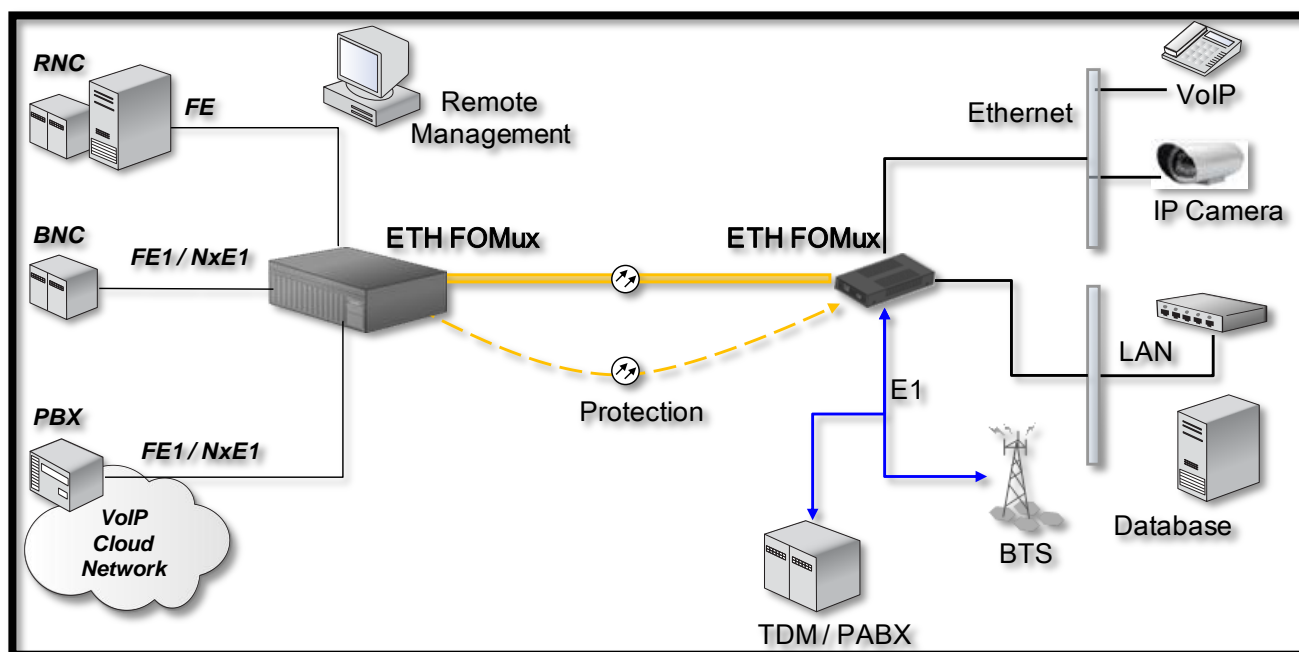 RNC
FE
Remote
Management
VoIP
Ethernet
IP Camera
BNC
FE1 / NxE1
ETH FOMux
ETH FOMux
LAN
Protection
E1
PBX
FE1 / NxE1
VoIP
Cloud
Network
Database
BTS
TDM / PABX